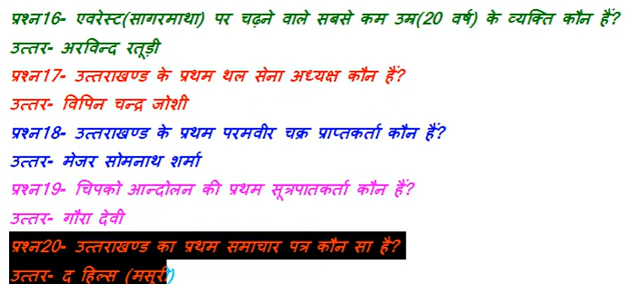 प्रश्न16- एवरेस्ट(सागरमाथा) पर चढ़ने वाले सबसे कम उम्र(20 वर्ष) के व्यक्ति कौन हैं?
उत्तर- अरविन्द रतूड़ी
प्रश्न17- उत्तराखण्ड के प्रथम थल सेना अध्यक्ष कौन हैं?
उत्तर- विपिन चन्द्र जोशी
प्रश्न18- उत्तराखण्ड के प्रथम परमवीर चक्र प्राप्तकर्ता कौन हैं?
उत्तर- मेजर सोमनाथ शर्मा
प्रश्न19- चिपको आन्दोलन की प्रथम सूत्रपातकर्ता कौन हैं?
उत्तर- गौरा देवी
प्रश्न20- उत्तराखण्ड का प्रथम समाचार पत्र कौन सा है?
उत्तर- द हिल्स (मसूरी)